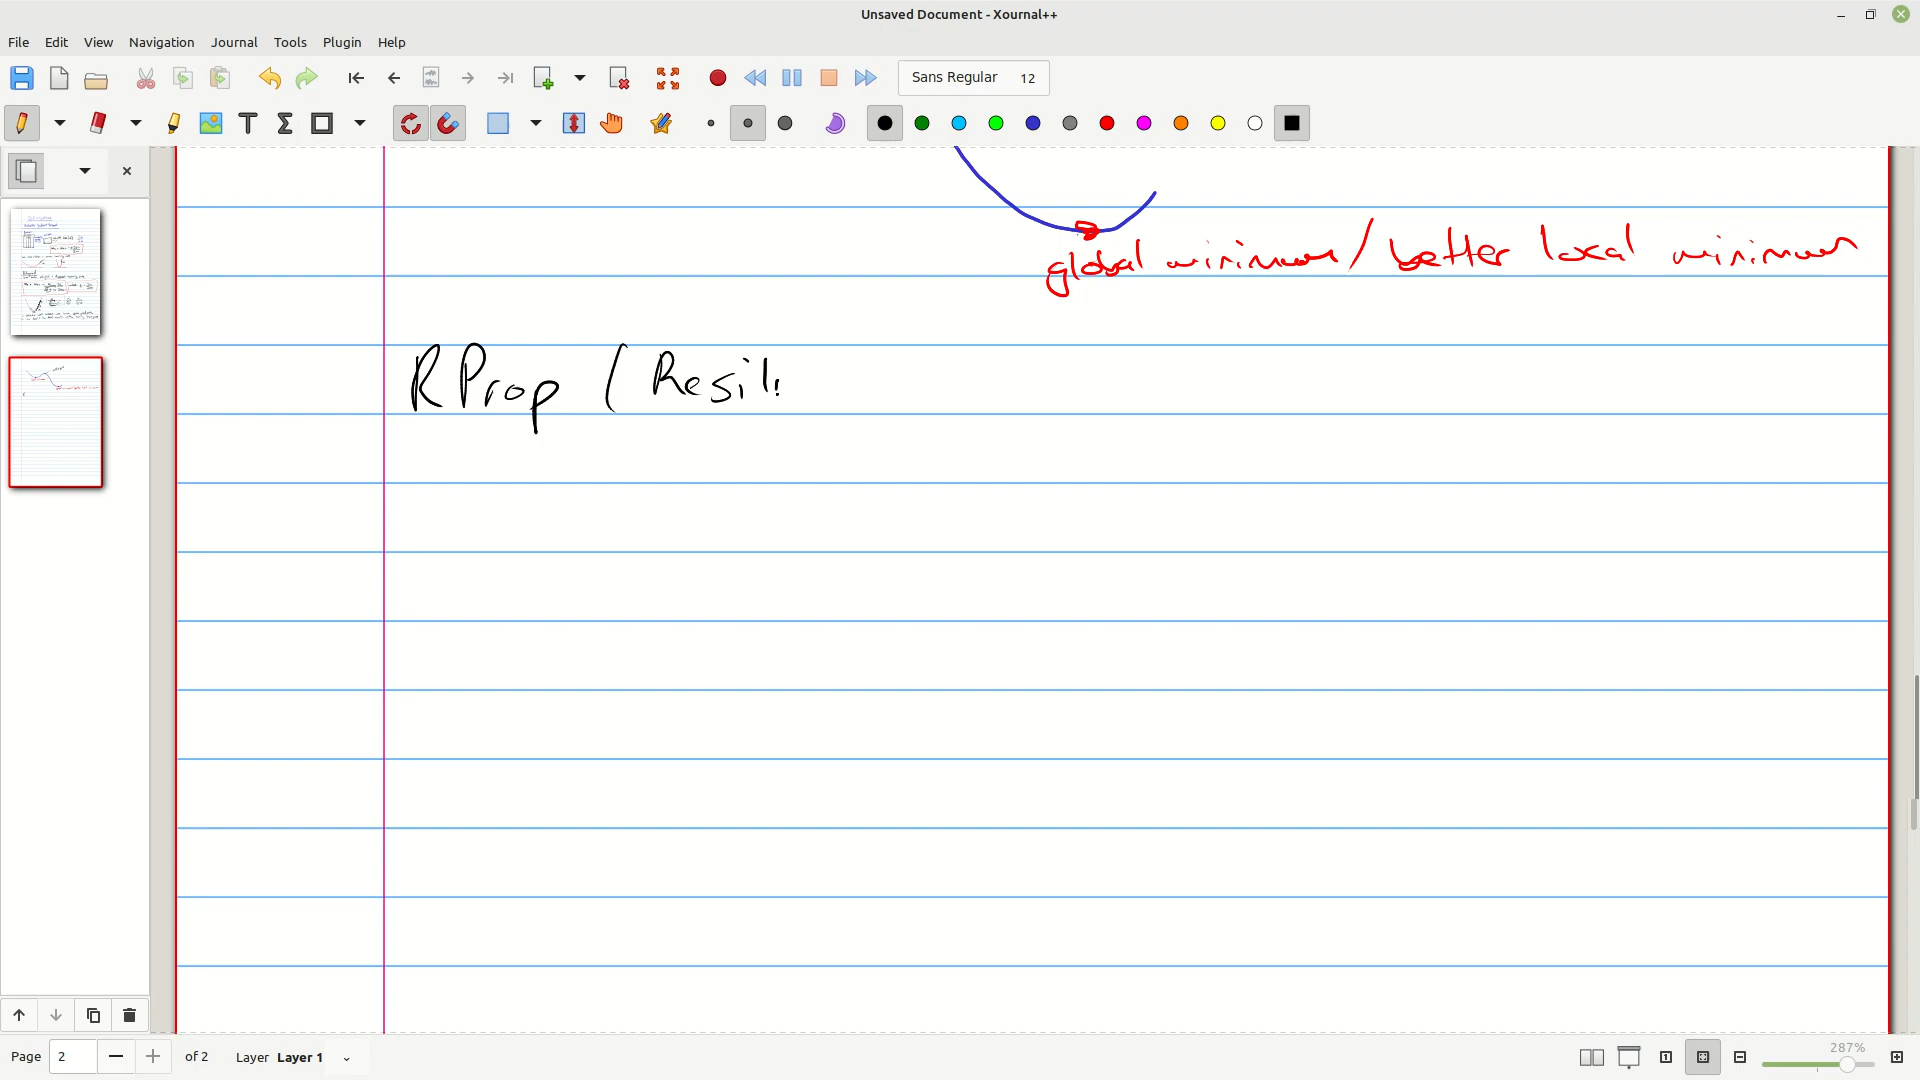 Unsaved Document - Xournal++
File Edit View Navigation Journal Tools Plugin Help
Sans Regular 12
global minimum / better local minimum
RProp ( Resili
Page 2 of 2 Layer Layer 1
287%